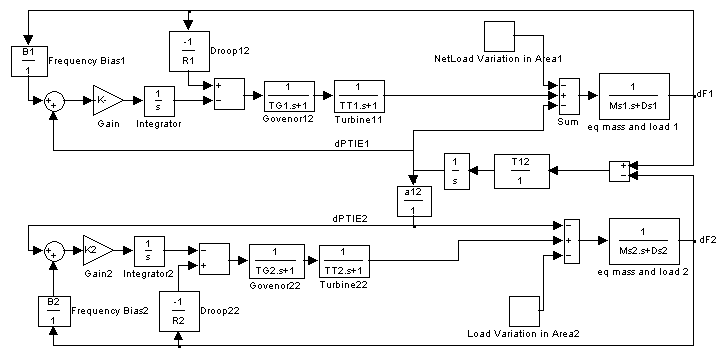 B1
1
Frequency Bias1
-1
R1
Droop12
NetLoad Variation in Area1
K-
Gain
1
s
Integrator
1
TG1.s+1
Govenor12
1
TT1.s+1
Turbine11
Sum
1
Ms1.s+Ds1
eq mass and load 1
dF1
dPTIE1
1
s
T12
1
a12
1
dPTIE2
K2
Gain2
1
s
Integrator2
1
TG2.s+1
Govenor22
1
TT2.s+1
Turbine22
1
Ms2.s+Ds2
eq mass and load 2
dF2
B2
1
Frequency Bias2
-1
R2
Droop22
Load Variation in Area2